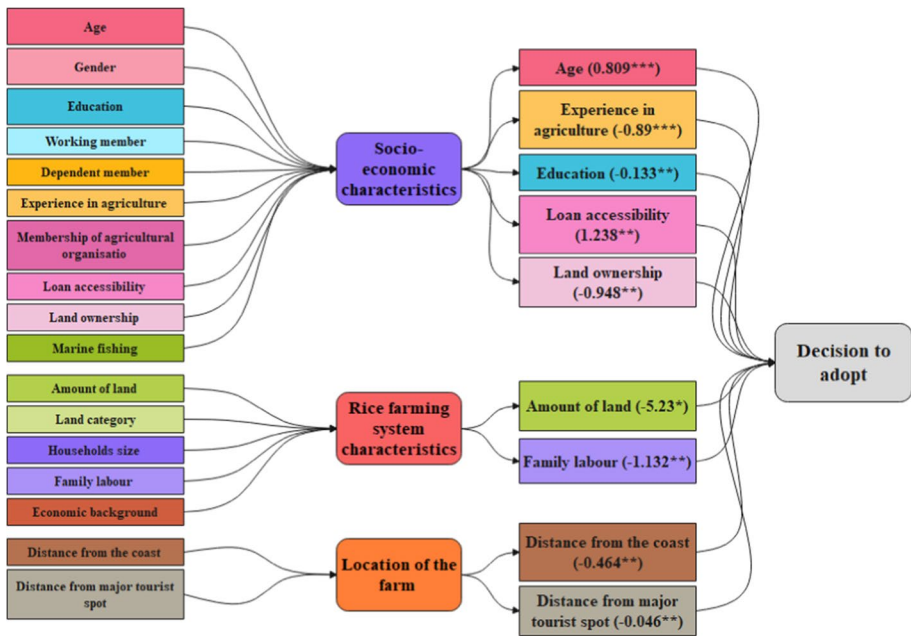 Age
Gender
Education
Working member
Dependent member
Experience in agriculture
Membership of agricultural
organisatio
Loan accessibility
Land ownership
Marine fishing
Amount of land
Land category
Households size
Family labour
Economic background
Distance from the coast
Distance from major tourist
spot
Socio-
economic
characteristics
Rice farming
system
characteristics
Location of the
farm
Age (0.809***)
Experience in
agriculture (-0.89***)
Education (-0.133**)
Loan accessibility
(1.238**)
Land ownership
(-0.948**)
Amount of land (-5.23*)
Family labour (-1.132**)
Distance from the coast
(-0.464**)
Distance from major
tourist spot (-0.046**)
Decision to
adopt